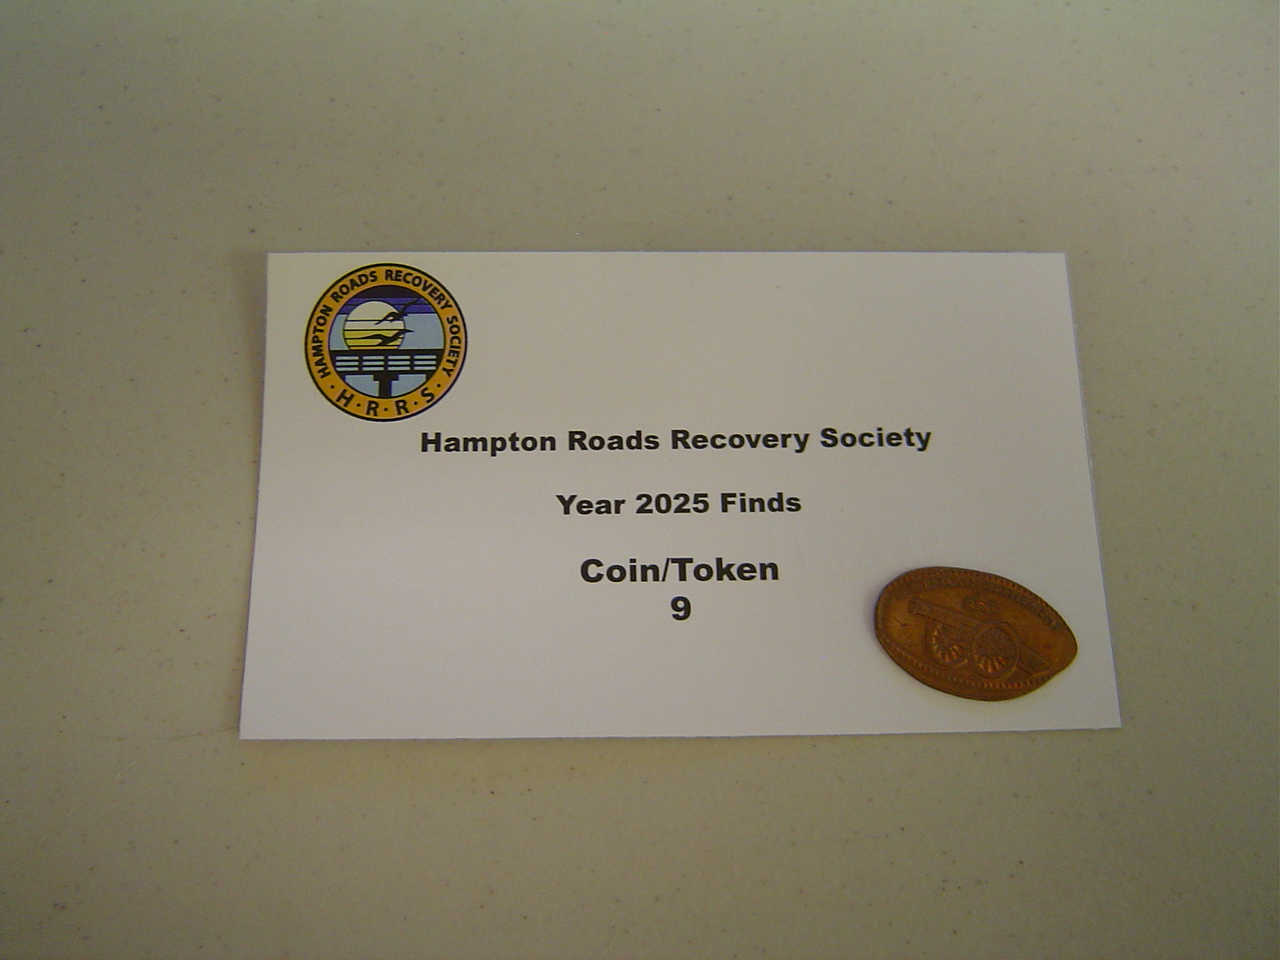 HAMPTON ROADS RECOVERY SOCIETY
· H · R · R · S ·
Hampton Roads Recovery Society
Year 2025 Finds
Coin/Token
9